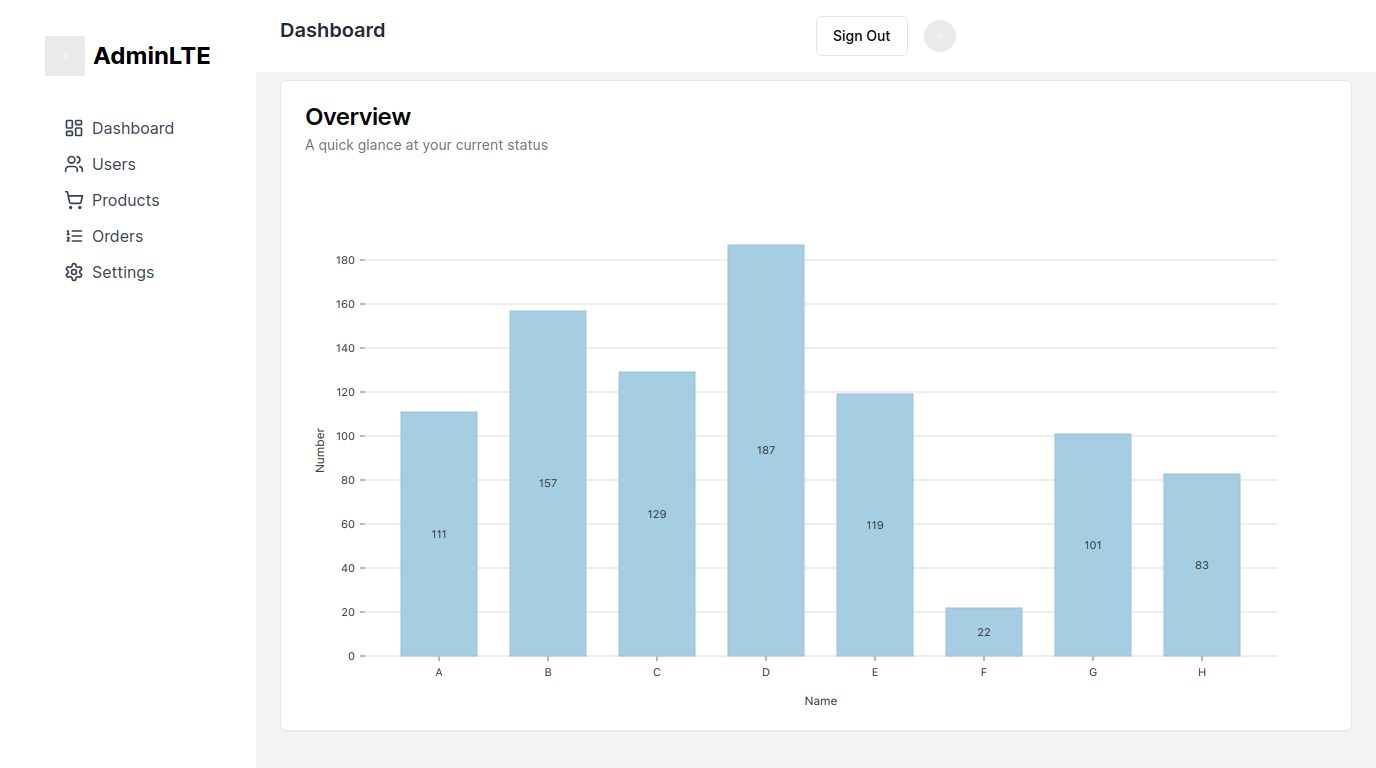 AdminLTE
Dashboard
Users
Products
Orders
Settings
Dashboard
Sign Out
Overview
A quick glance at your current status
180
160
140
120
100
80
60
40
20
0
Number
111
157
129
187
119
22
101
83
A B C D E F G H
Name